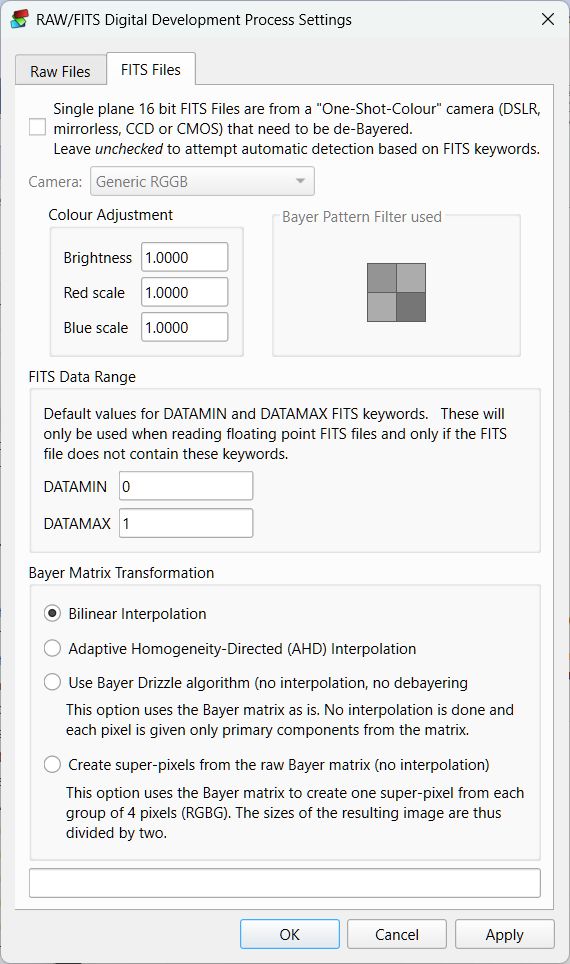 RAW/FITS Digital Development Process Settings
Raw Files
FITS Files
Single plane 16 bit FITS Files are from a "One-Shot-Colour" camera (DSLR,
mirrorless, CCD or CMOS) that need to be de-Bayered.
Leave unchecked to attempt automatic detection based on FITS keywords.
Camera: Generic RGGB
Colour Adjustment
Brightness 1.0000
Red scale 1.0000
Blue scale 1.0000
Bayer Pattern Filter used
FITS Data Range
Default values for DATAMIN and DATAMAX FITS keywords. These will
only be used when reading floating point FITS files and only if the FITS
file does not contain these keywords.
DATAMIN 0
DATAMAX 1
Bayer Matrix Transformation
Bilinear Interpolation
Adaptive Homogeneity-Directed (AHD) Interpolation
Use Bayer Drizzle algorithm (no interpolation, no debayering
This option uses the Bayer matrix as is. No interpolation is done and
each pixel is given only primary components from the matrix.
Create super-pixels from the raw Bayer matrix (no interpolation)
This option uses the Bayer matrix to create one super-pixel from each
group of 4 pixels (RGBG). The sizes of the resulting image are thus
divided by two.
OK
Cancel
Apply